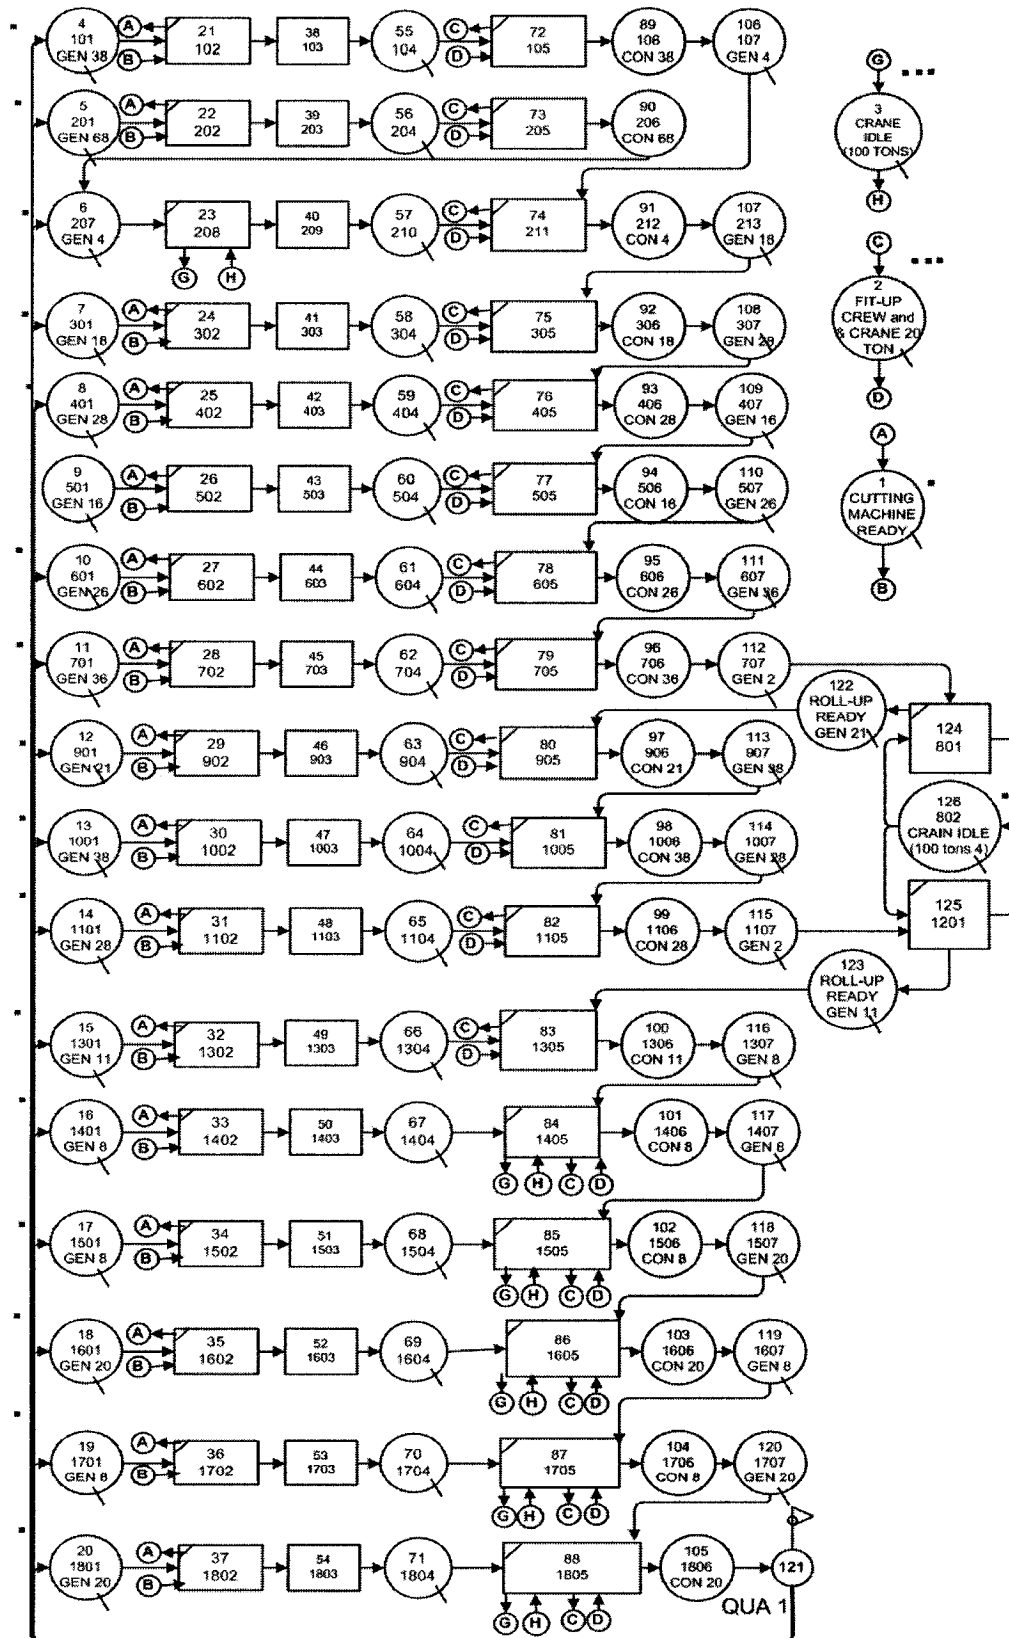 4
101
GEN 38
A
B
21
102
38
103
55
104
C
D
72
105
89
106
CON 38
106
107
GEN 4
5
201
GEN 68
A
B
22
202
39
203
56
204
C
D
73
205
90
206
CON 68
6
207
GEN 4
23
208
G
H
40
209
57
210
C
D
74
211
91
212
CON 4
107
213
GEN 18
7
301
GEN 18
A
B
24
302
41
303
58
304
C
D
75
305
92
306
CON 18
108
307
GEN 28
8
401
GEN 28
A
B
25
402
42
403
59
404
C
D
76
405
93
406
CON 28
109
407
GEN 16
9
501
GEN 16
A
B
26
502
43
503
60
504
C
D
77
505
94
506
CON 16
110
507
GEN 26
10
601
GEN 26
A
B
27
602
44
603
61
604
C
D
78
605
95
606
CON 26
111
607
GEN 36
11
701
GEN 36
A
B
28
702
45
703
62
704
C
D
79
705
96
706
CON 36
112
707
GEN 2
12
901
GEN 21
A
B
29
902
46
903
63
904
C
D
80
905
97
906
CON 21
113
907
GEN 38
13
1001
GEN 38
A
B
30
1002
47
1003
64
1004
C
D
81
1005
98
1006
CON 38
114
1007
GEN 28
14
1101
GEN 28
A
B
31
1102
48
1103
65
1104
C
D
82
1105
99
1106
CON 28
115
1107
GEN 2
15
1301
GEN 11
A
B
32
1302
49
1303
66
1304
C
D
83
1305
100
1306
CON 11
116
1307
GEN 8
16
1401
GEN 8
A
B
33
1402
50
1403
67
1404
84
1405
G
H
C
D
101
1406
CON 8
117
1407
GEN 8
17
1501
GEN 8
A
B
34
1502
51
1503
68
1504
85
1505
G
H
C
D
102
1506
CON 8
118
1507
GEN 20
18
1601
GEN 20
A
B
35
1602
52
1603
69
1604
86
1605
G
H
C
D
103
1606
CON 20
119
1607
GEN 8
19
1701
GEN 8
A
B
36
1702
53
1703
70
1704
87
1705
G
H
C
D
104
1706
CON 8
120
1707
GEN 20
20
1801
GEN 20
A
B
37
1802
54
1803
71
1804
88
1805
G
H
C
D
105
1806
CON 20
121
QUA 1
G
3
CRANE
IDLE
(100 TONS)
H
C
2
FIT-UP
CREW and
& CRANE 20
TON
D
A
1
CUTTING
MACHINE
READY
B
122
ROLL-UP
READY
GEN 21
124
801
126
802
CRAIN IDLE
(100 tons 4)
125
1201
123
ROLL-UP
READY
GEN 11